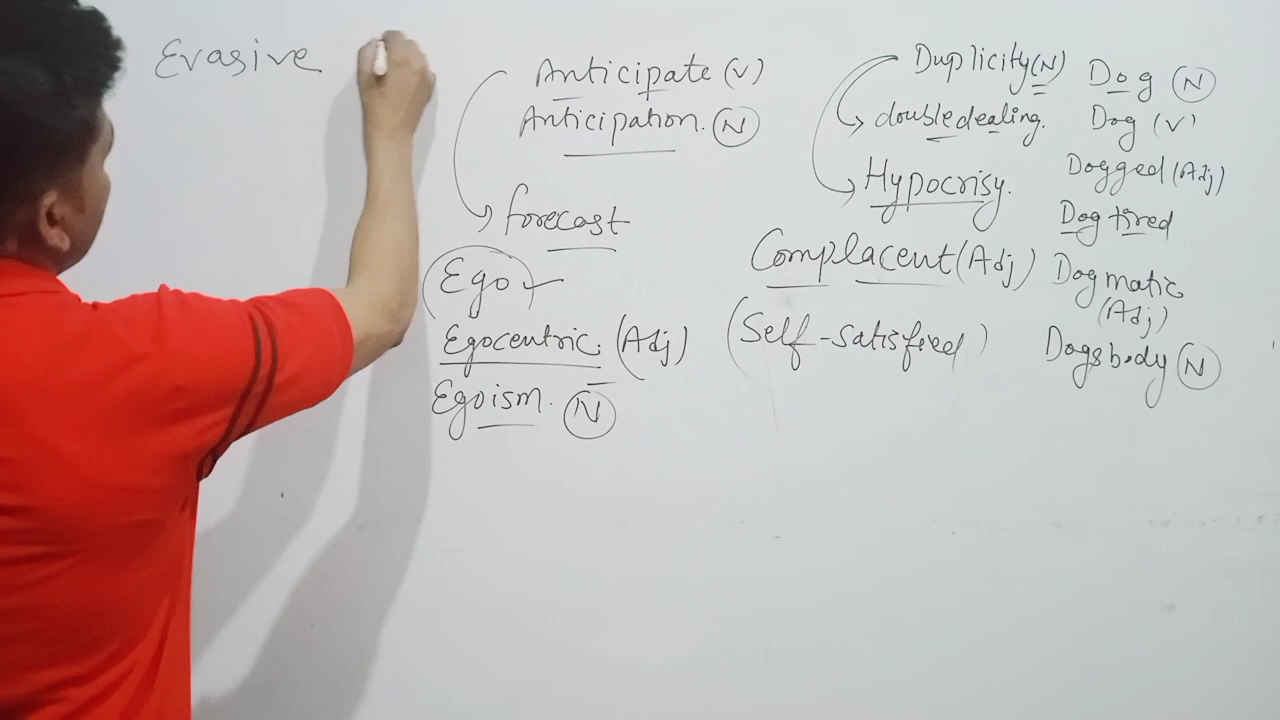 Evasive
Anticipate (V)
Anticipation. (N)
forecast
Ego
Egocentric. (Adj)
Egoism. (N)
Duplicity (N)
double dealing.
Hypocrisy.
Complacent (Adj)
(Self-satisfied)
Dog (N)
Dog (V)
Dogged (Adj)
Dog tired
Dogmatic
(Adj)
Dogsbody (N)